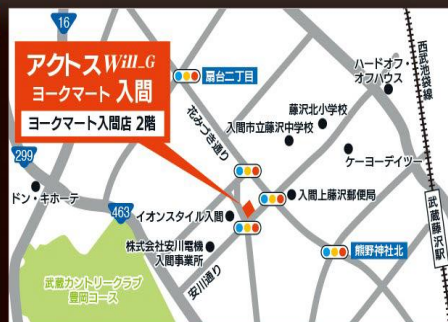 16
アクトスWill_G
ヨークマート 入間
ヨークマート入間店 2階
扇台二丁目
花みづき通り
ハードオフ・
オフハウス
西武池袋線
藤沢北小学校
入間市立藤沢中学校
ケーヨーデイツー
299
ドン・キホーテ
463
イオンスタイル入間
入間上藤沢郵便局
武蔵藤沢駅
株式会社安川電機
入間事業所
安川通り
熊野神社北
武蔵カントリークラブ
豊岡コース